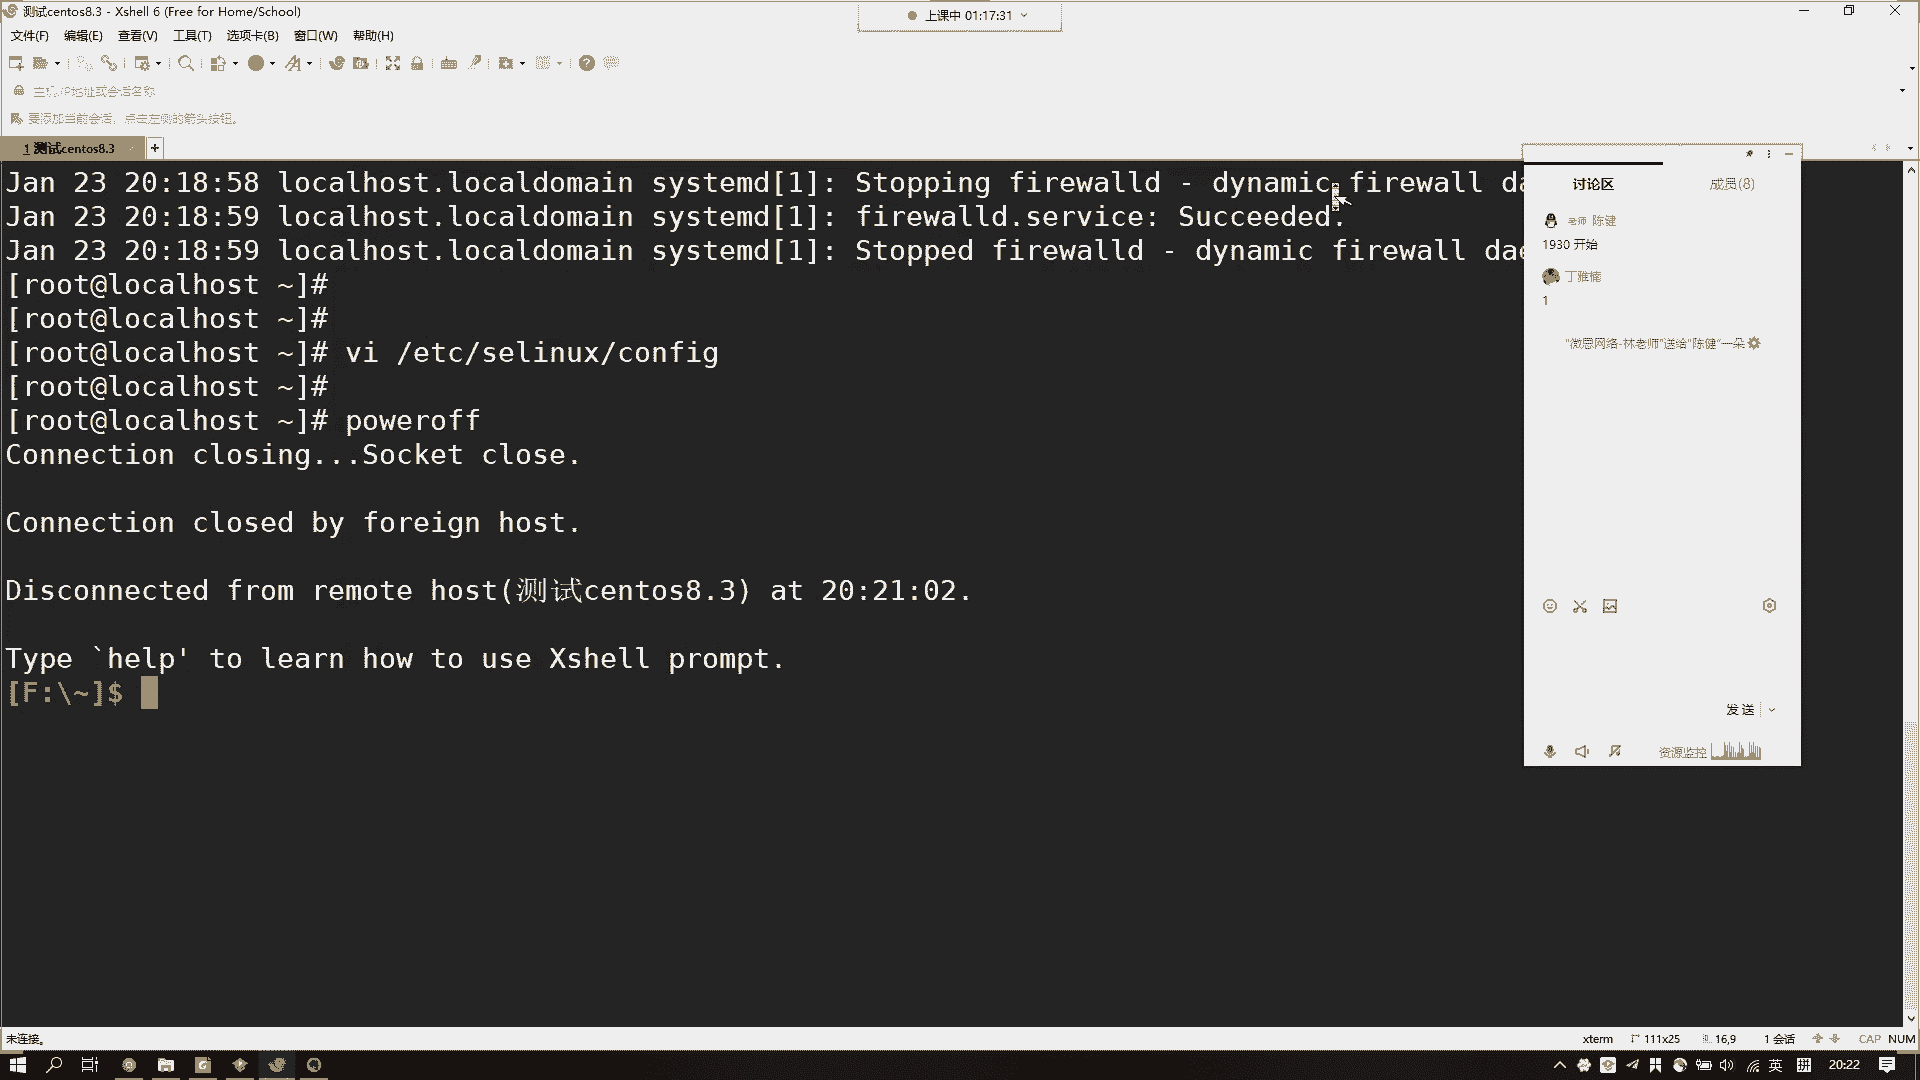 测试centos8.3 - Xshell 6 (Free for Home/School)
上课中 01:17:31
文件(F) 编辑(E) 查看(V) 工具(T) 选项卡(B) 窗口(W) 帮助(H)
主机,IP地址或会话名称
要添加当前会话，点击左侧的箭头按钮。
1 测试centos8.3
Jan 23 20:18:58 localhost.localdomain systemd[1]: Stopping firewalld - dynamic firewall da
Jan 23 20:18:59 localhost.localdomain systemd[1]: firewalld.service: Succeeded.
Jan 23 20:18:59 localhost.localdomain systemd[1]: Stopped firewalld - dynamic firewall dae
[root@localhost ~]#
[root@localhost ~]#
[root@localhost ~]# vi /etc/selinux/config
[root@localhost ~]#
[root@localhost ~]# poweroff
Connection closing...Socket close.
Connection closed by foreign host.
Disconnected from remote host(测试centos8.3) at 20:21:02.
Type `help' to learn how to use Xshell prompt.
[F:\~]$
讨论区 成员(8)
老师 陈健
1930 开始
丁雅楠
1
"微思网络-林老师"送给"陈健"一朵
发送
资源监控
未连接。
xterm 111x25 16,9 1 会话 CAP NUM
英 拼 20:22